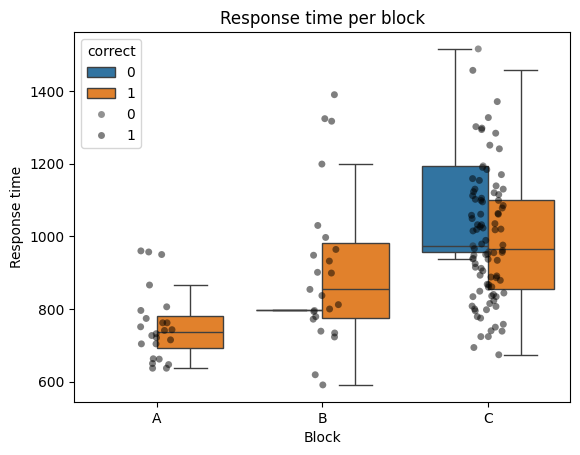 Response time per block
correct
0
1
0
1
Response time
1400
1200
1000
800
600
A B C
Block